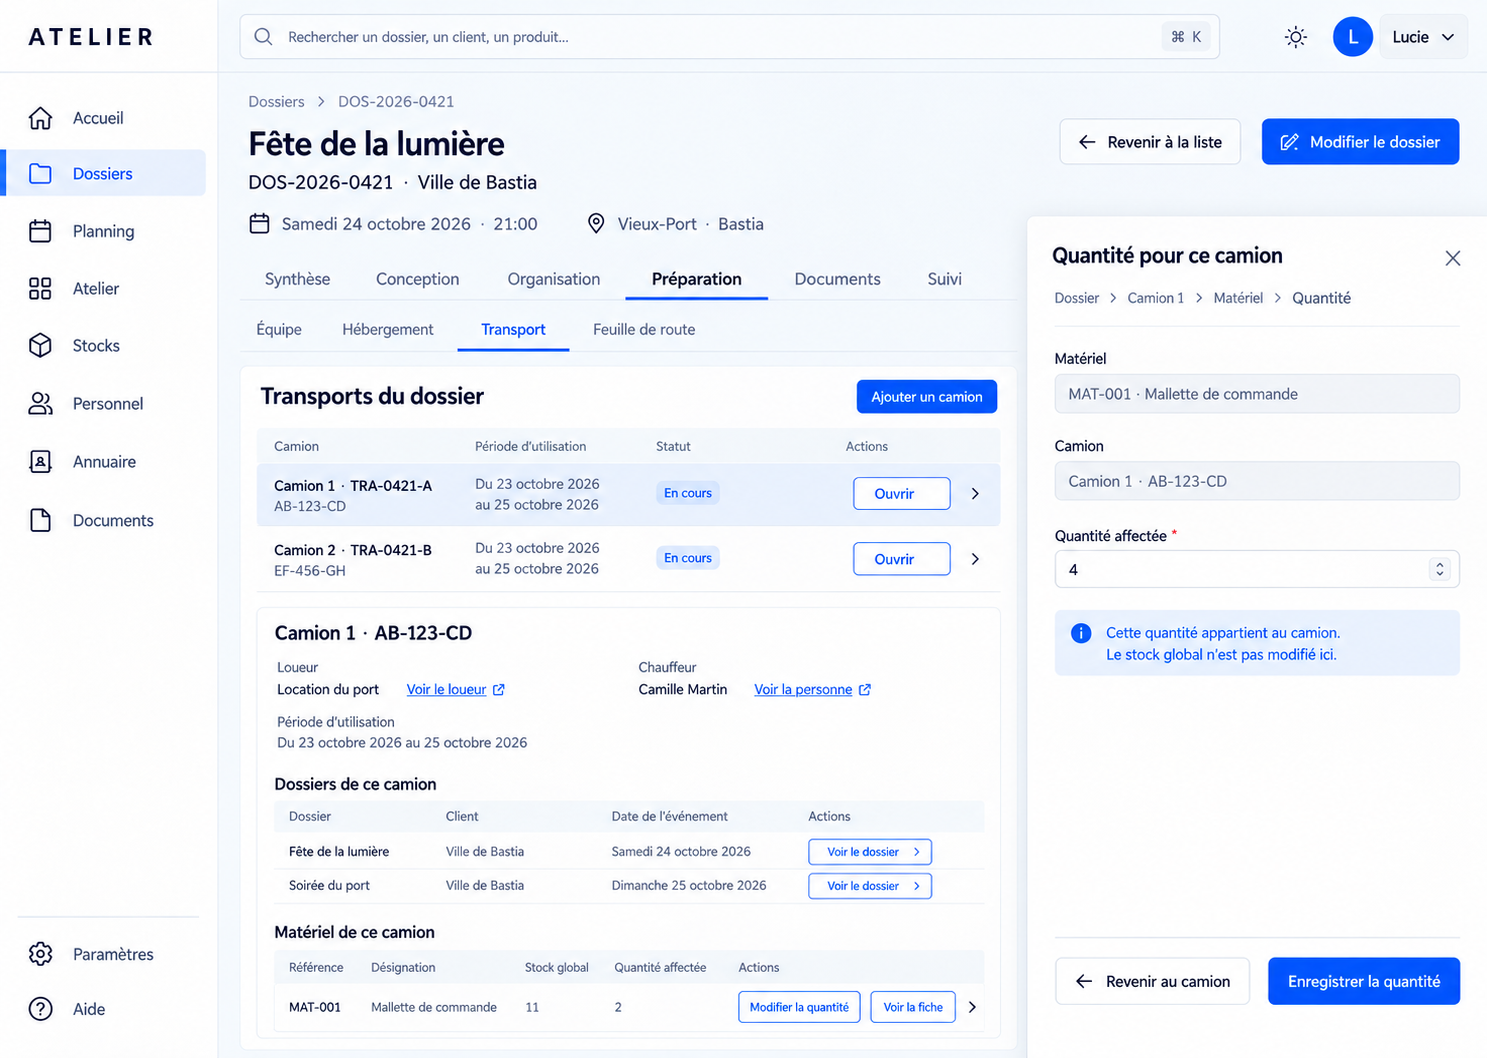 ATELIER
Rechercher un dossier, un client, un produit...
⌘ K
L
Lucie
Accueil
Dossiers
Planning
Atelier
Stocks
Personnel
Annuaire
Documents
Paramètres
Aide
Dossiers > DOS-2026-0421
Fête de la lumière
DOS-2026-0421 · Ville de Bastia
Samedi 24 octobre 2026 · 21:00
Vieux-Port · Bastia
← Revenir à la liste
Modifier le dossier
Synthèse
Conception
Organisation
Préparation
Documents
Suivi
Équipe
Hébergement
Transport
Feuille de route
Transports du dossier
Ajouter un camion
Camion
Période d'utilisation
Statut
Actions
Camion 1 · TRA-0421-A
AB-123-CD
Du 23 octobre 2026
au 25 octobre 2026
En cours
Ouvrir
Camion 2 · TRA-0421-B
EF-456-GH
Du 23 octobre 2026
au 25 octobre 2026
En cours
Ouvrir
Camion 1 · AB-123-CD
Loueur
Location du port
Voir le loueur
Chauffeur
Camille Martin
Voir la personne
Période d'utilisation
Du 23 octobre 2026 au 25 octobre 2026
Dossiers de ce camion
Dossier
Client
Date de l'événement
Actions
Fête de la lumière
Ville de Bastia
Samedi 24 octobre 2026
Voir le dossier >
Soirée du port
Ville de Bastia
Dimanche 25 octobre 2026
Voir le dossier >
Matériel de ce camion
Référence
Désignation
Stock global
Quantité affectée
Actions
MAT-001
Mallette de commande
11
2
Modifier la quantité
Voir la fiche
Quantité pour ce camion
Dossier > Camion 1 > Matériel > Quantité
Matériel
MAT-001 · Mallette de commande
Camion
Camion 1 · AB-123-CD
Quantité affectée *
4
Cette quantité appartient au camion.
Le stock global n'est pas modifié ici.
← Revenir au camion
Enregistrer la quantité